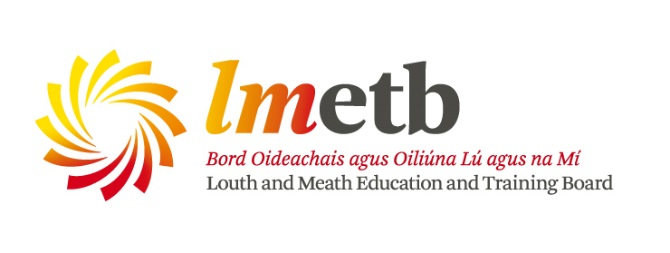 lmetb
Bord Oideachais agus Oiliúna Lú agus na Mí
Louth and Meath Education and Training Board